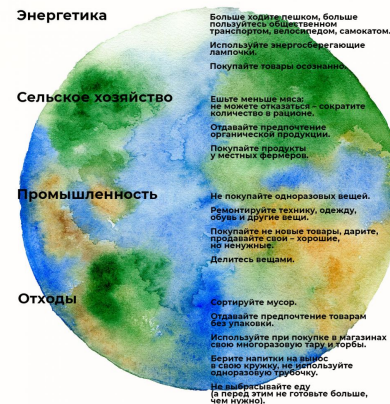 Энергетика
Больше ходите пешком, больше
пользуйтесь общественном
транспортом, велосипедом, самокатом.
Используйте энергосберегающие
лампочки.
Покупайте товары осознанно.
Сельское хозяйство
Ешьте меньше мяса:
не можете отказаться – сократите
количество в рационе.
Отдавайте предпочтение
органической продукции.
Покупайте продукты
у местных фермеров.
Промышленность
Не покупайте одноразовых вещей.
Ремонтируйте технику, одежду,
обувь и другие вещи.
Покупайте не новые товары, дарите,
продавайте свои – хорошие,
но ненужные.
Делитесь вещами.
Отходы
Сортируйте мусор.
Отдавайте предпочтение товарам
без упаковки.
Используйте при покупке в магазинах
свою многоразовую тару и торбы.
Берите напитки на вынос
в свою кружку, не используйте
одноразовую трубочку.
Не выбрасывайте еду
(а перед этим не готовьте больше,
чем нужно).